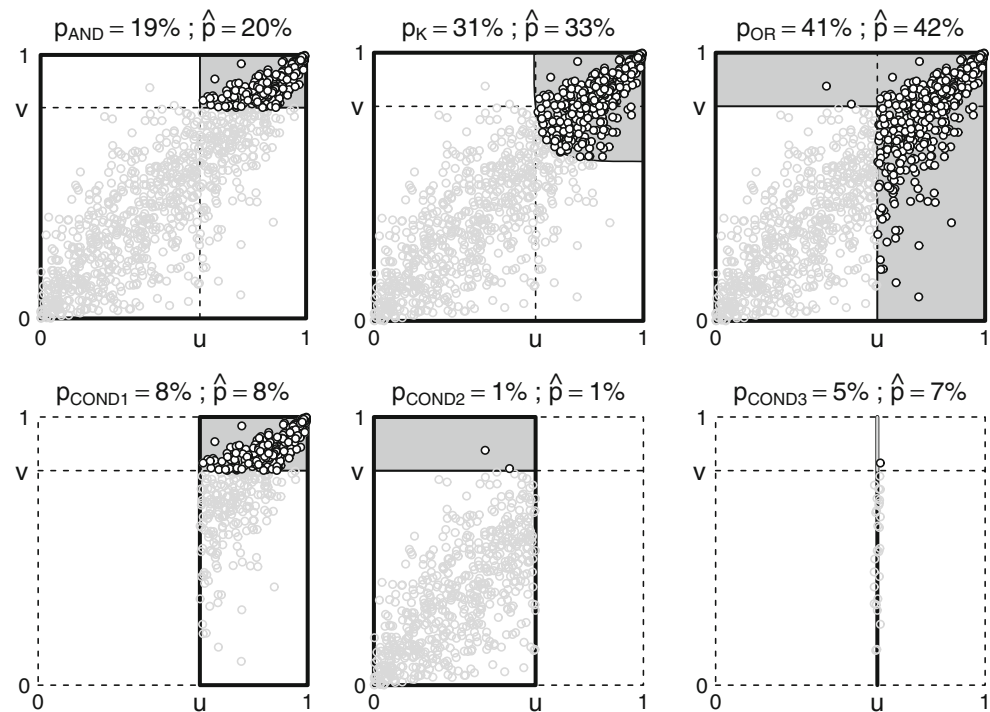 p_AND = 19% ; p̂ = 20%
p_K = 31% ; p̂ = 33%
p_OR = 41% ; p̂ = 42%
1 1 1
v v v
0 0 0
0 u 1 0 u 1 0 u 1
p_COND1 = 8% ; p̂ = 8%
p_COND2 = 1% ; p̂ = 1%
p_COND3 = 5% ; p̂ = 7%
1 1 1
v v v
0 0 0
0 u 1 0 u 1 0 u 1